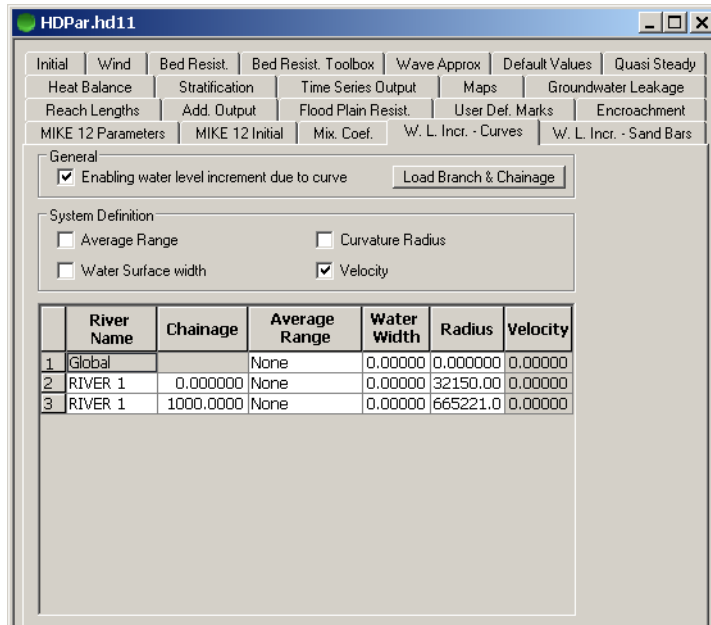 HDPar.hd11
Initial Wind Bed Resist. Bed Resist. Toolbox Wave Approx Default Values Quasi Steady
Heat Balance Stratification Time Series Output Maps Groundwater Leakage
Reach Lengths Add. Output Flood Plain Resist. User Def. Marks Encroachment
MIKE 12 Parameters MIKE 12 Initial Mix. Coef. W. L. Incr. - Curves W. L. Incr. - Sand Bars
General
Enabling water level increment due to curve Load Branch & Chainage
System Definition
Average Range Curvature Radius
Water Surface width Velocity
River Name Chainage Average Range Water Width Radius Velocity
1 Global None 0.00000 0.000000 0.00000
2 RIVER 1 0.000000 None 0.00000 32150.00 0.00000
3 RIVER 1 1000.0000 None 0.00000 665221.0 0.00000